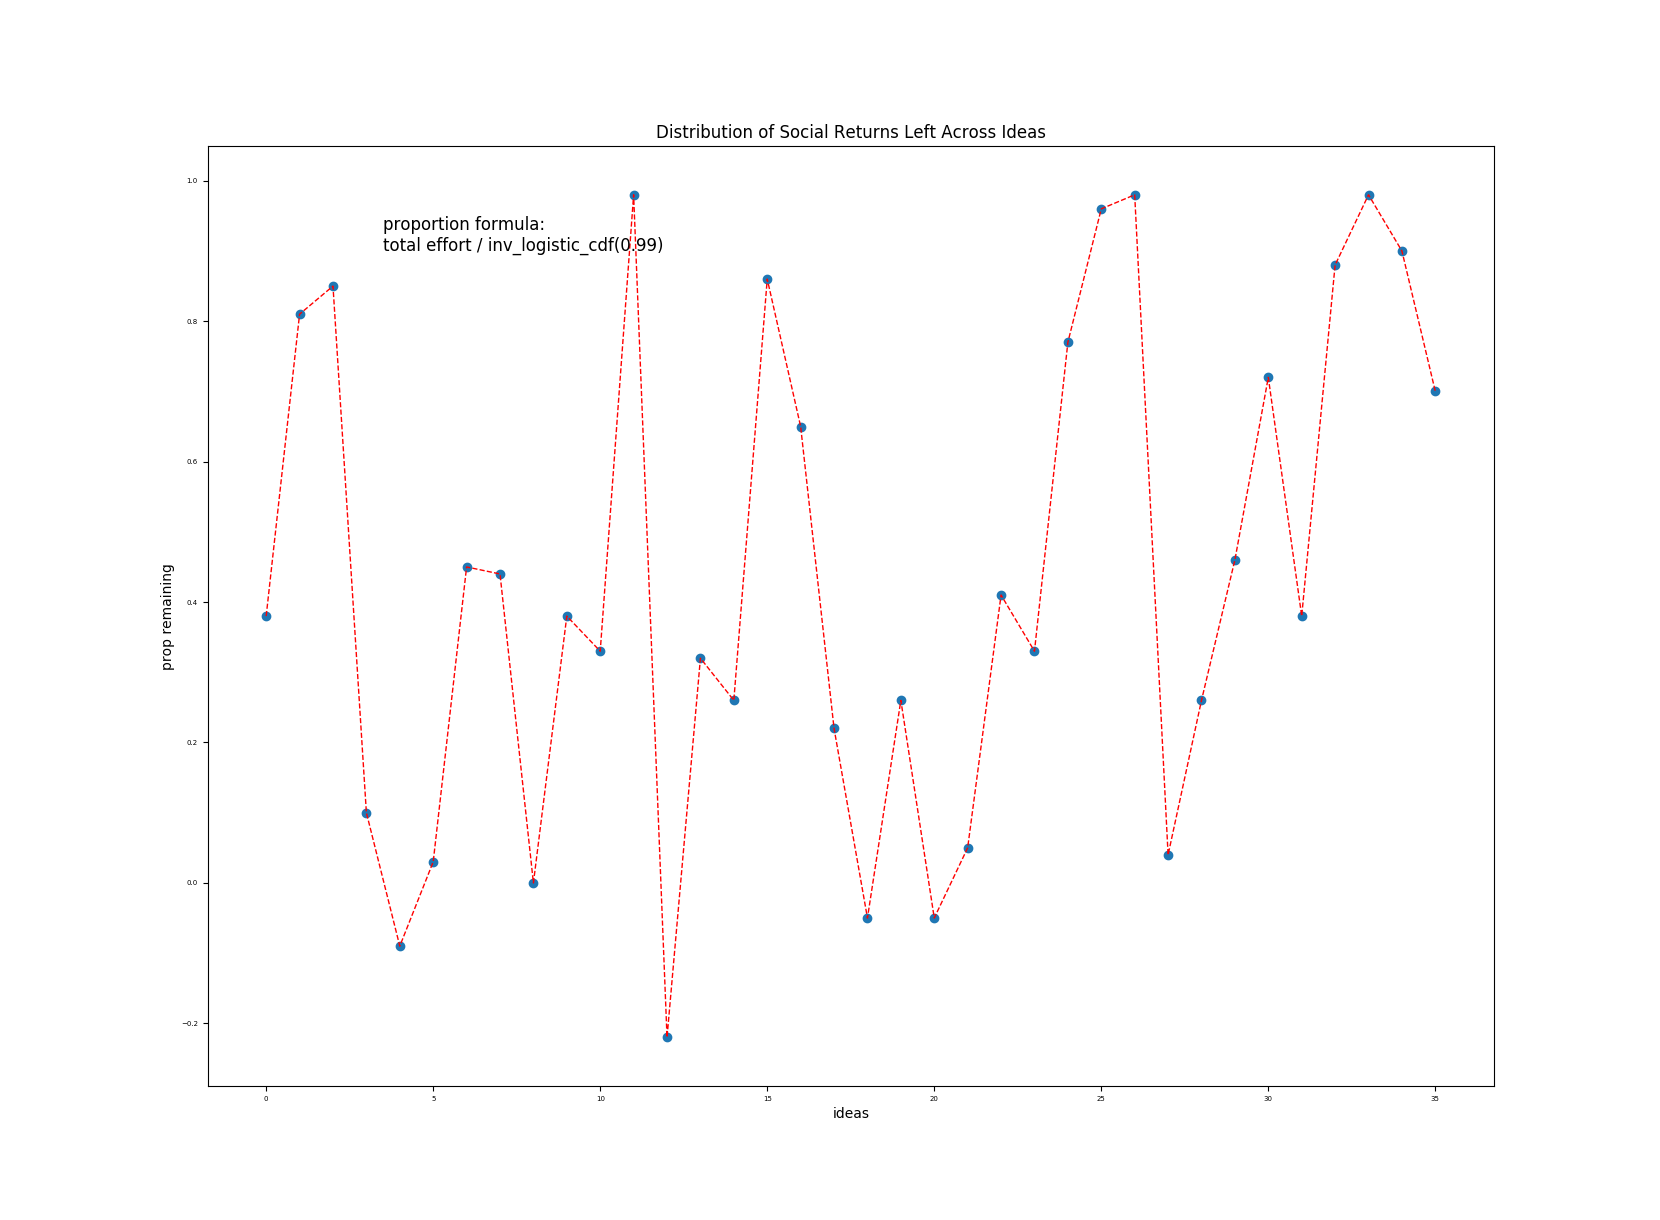 Distribution of Social Returns Left Across Ideas
proportion formula:
total effort / inv_logistic_cdf(0.99)
prop remaining
1.0
0.8
0.6
0.4
0.2
0.0
−0.2
0 5 10 15 20 25 30 35
ideas